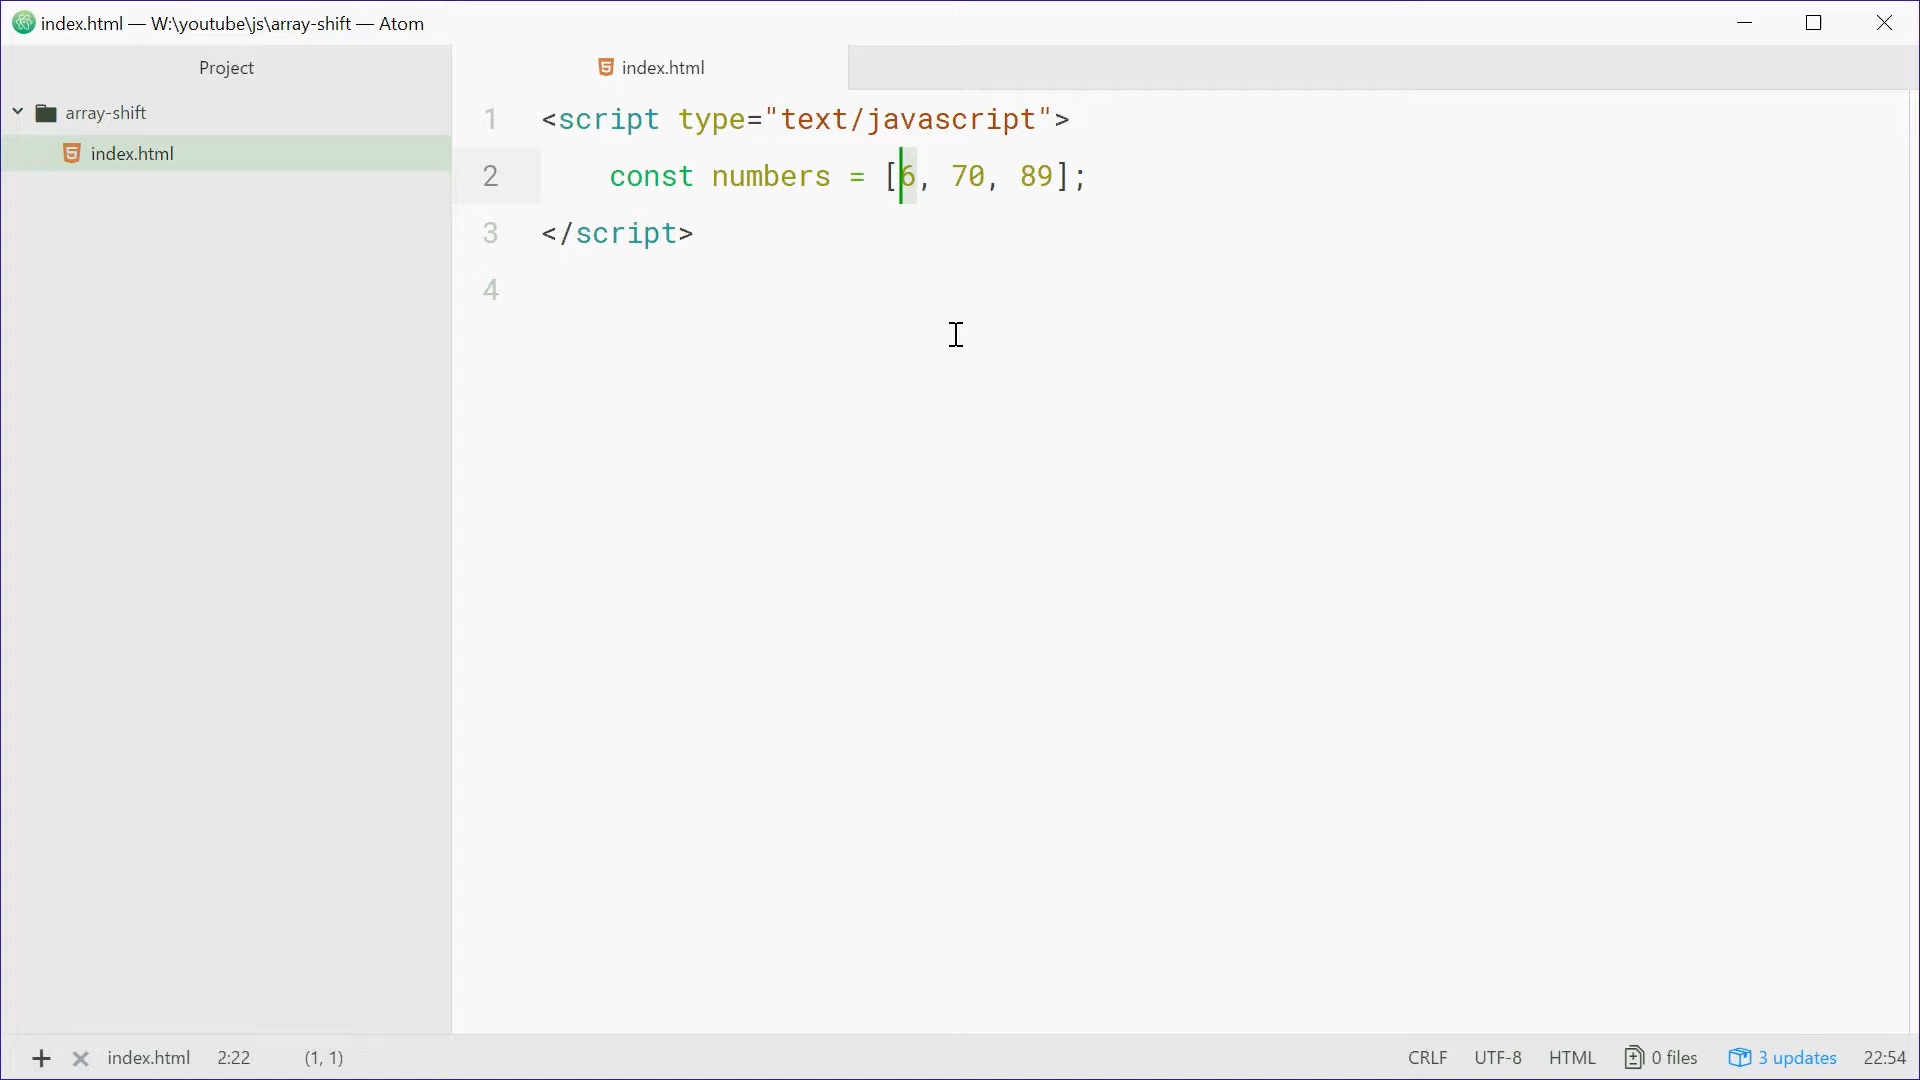 index.html — W:\youtube\js\array-shift — Atom
Project
index.html
array-shift
index.html
1 <script type="text/javascript">
2 const numbers = [6, 70, 89];
3 </script>
4
index.html 2:22 (1, 1) CRLF UTF-8 HTML 0 files 3 updates 22:54